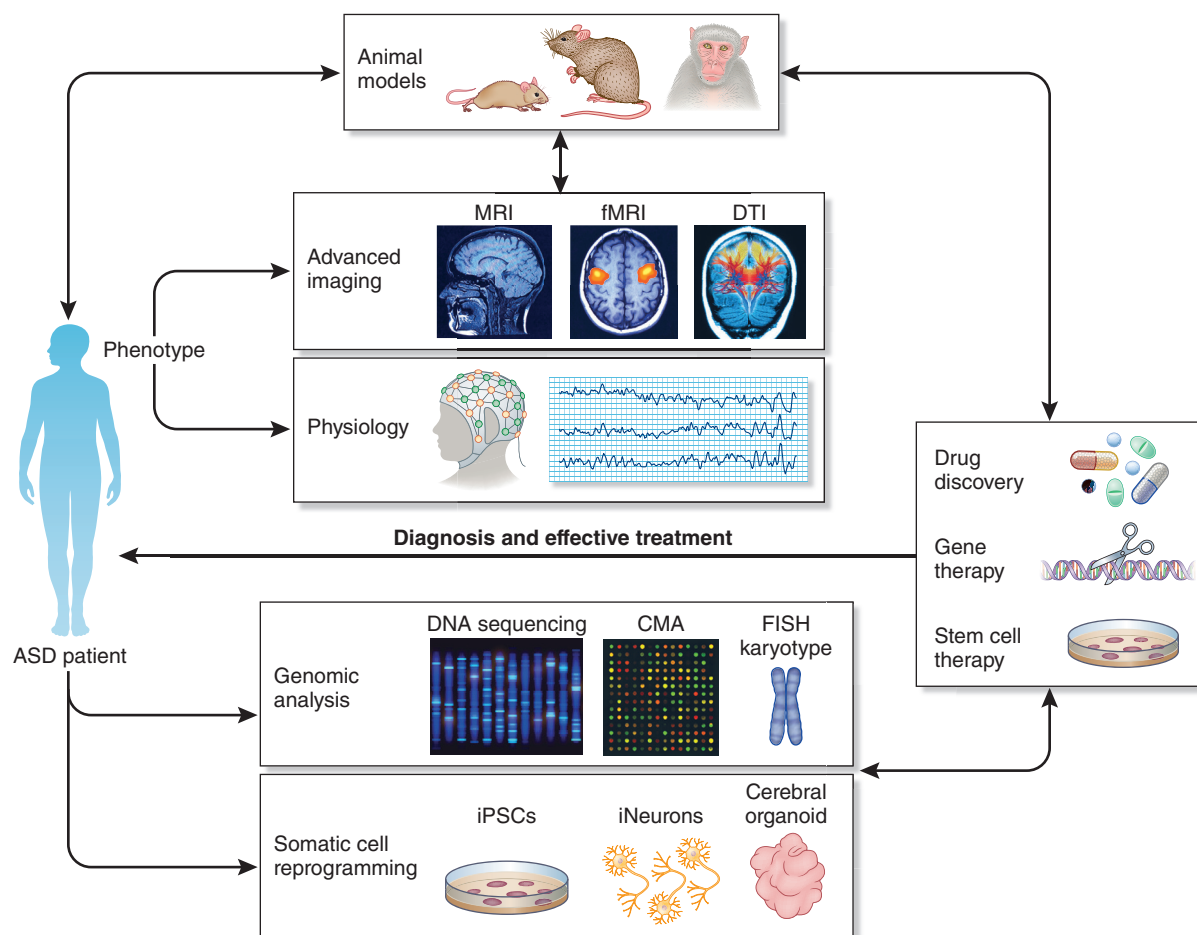 Animal
models
MRI
fMRI
DTI
Advanced
imaging
Phenotype
Physiology
Drug
discovery
Diagnosis and effective treatment
Gene
therapy
Stem cell
therapy
ASD patient
DNA sequencing
CMA
FISH
karyotype
Genomic
analysis
iPSCs
iNeurons
Cerebral
organoid
Somatic cell
reprogramming